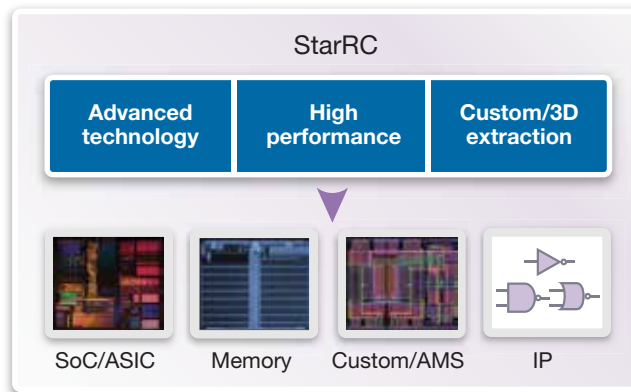 StarRC
Advanced
technology
High
performance
Custom/3D
extraction
SoC/ASIC
Memory
Custom/AMS
IP